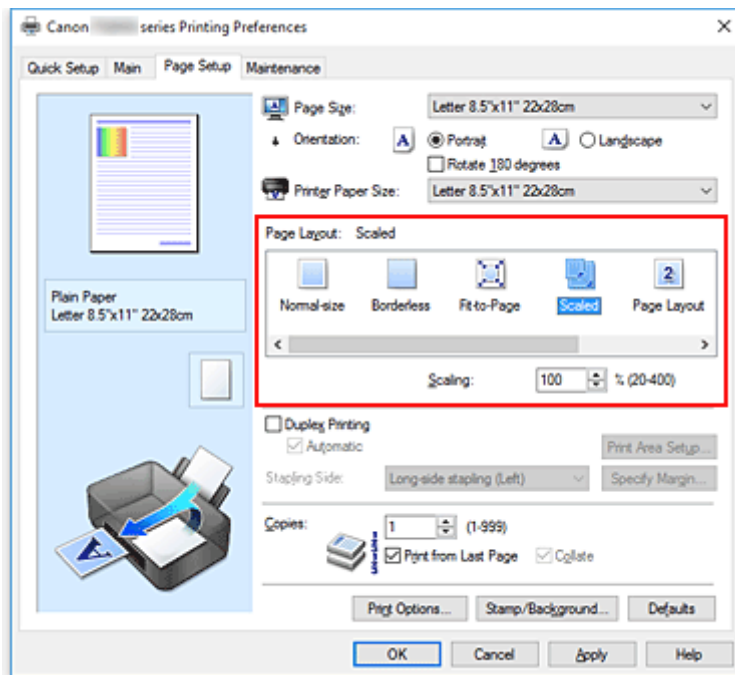 Canon series Printing Preferences
Quick Setup Main Page Setup Maintenance
Page Size: Letter 8.5"x11" 22x28cm
Orientation: A Portrait A Landscape
Rotate 180 degrees
Printer Paper Size: Letter 8.5"x11" 22x28cm
Page Layout: Scaled
Normal-size Borderless Fit-to-Page Scaled Page Layout
Scaling: 100 % (20-400)
Plain Paper
Letter 8.5"x11" 22x28cm
Duplex Printing
Automatic Print Area Setup...
Stapling Side: Long-side stapling (Left) Specify Margin...
Copies: 1 (1-999)
Print from Last Page Collate
Print Options... Stamp/Background... Defaults
OK Cancel Apply Help